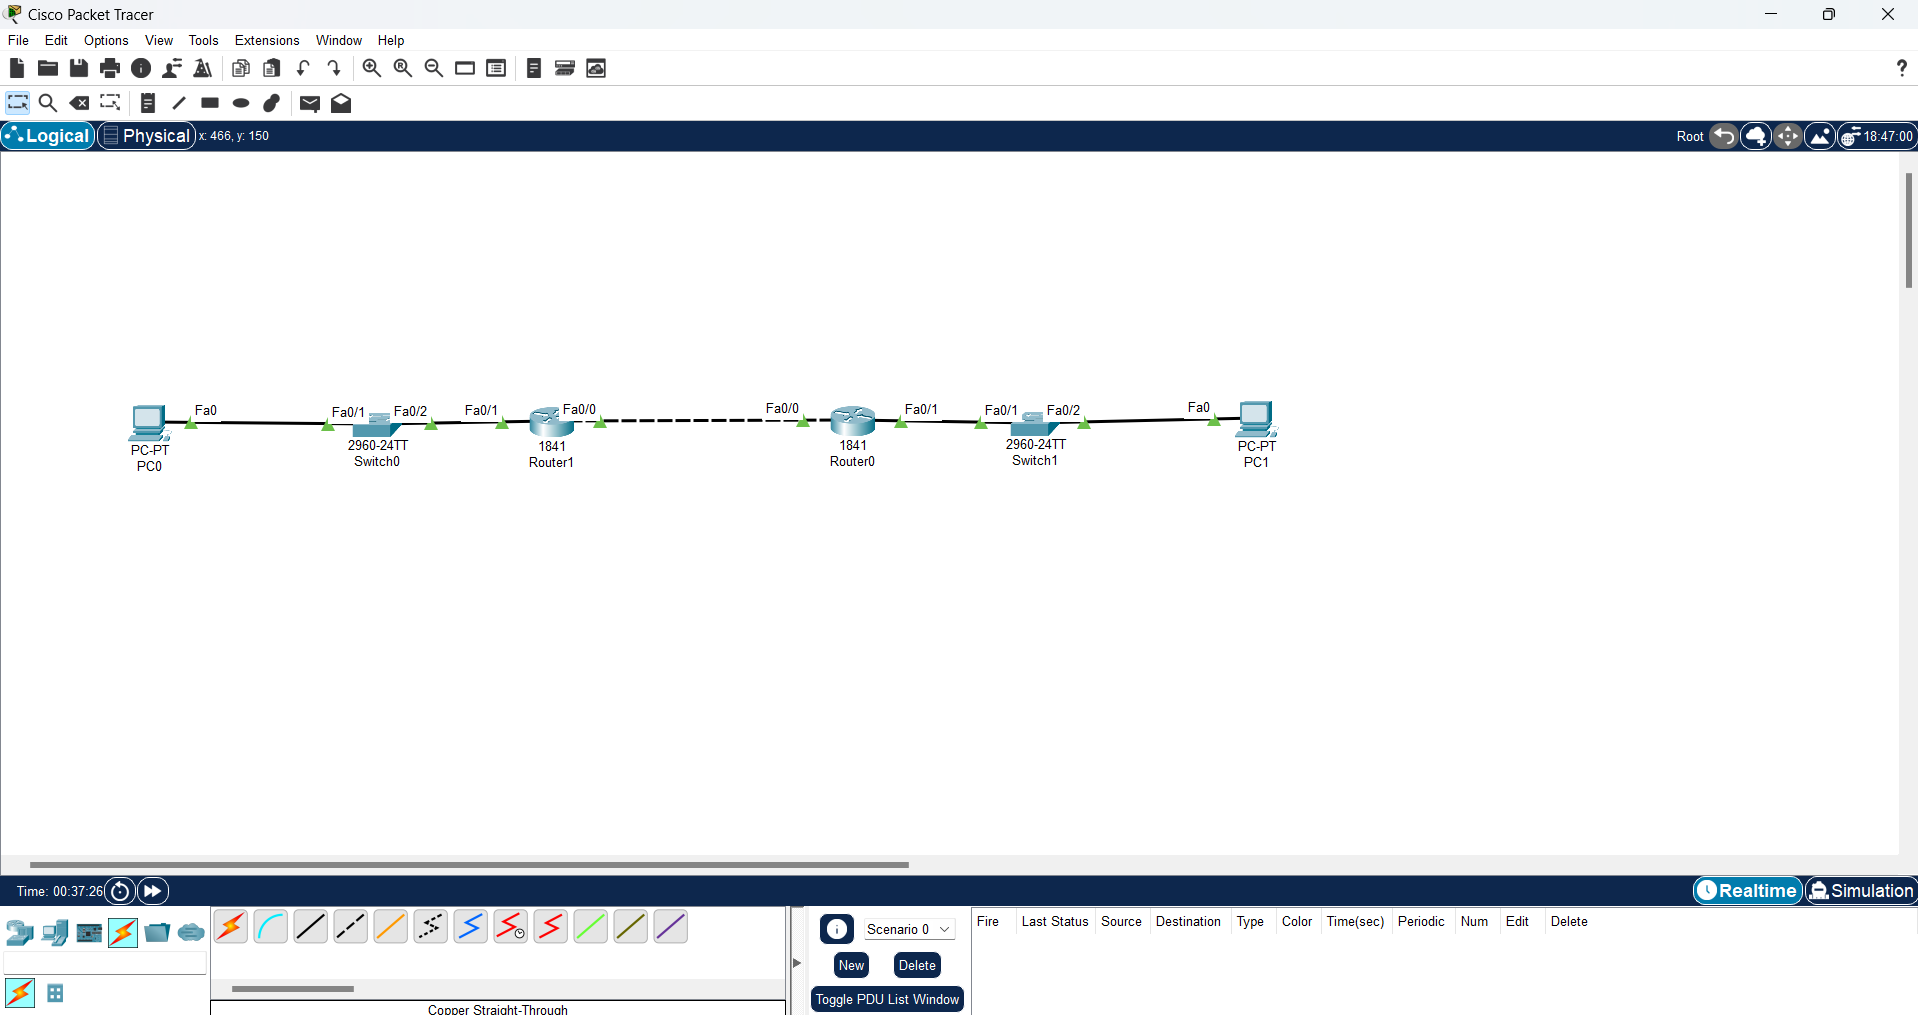 Cisco Packet Tracer
File Edit Options View Tools Extensions Window Help
?
Logical Physical x: 466, y: 150 Root 18:47:00
Fa0 Fa0/1 Fa0/2 Fa0/1 Fa0/0 Fa0/0 Fa0/1 Fa0/1 Fa0/2 Fa0
PC-PT 2960-24TT 1841 1841 2960-24TT PC-PT
PC0 Switch0 Router1 Router0 Switch1 PC1
Time: 00:37:26 Realtime Simulation
Scenario 0 Fire Last Status Source Destination Type Color Time(sec) Periodic Num Edit Delete
New Delete
Toggle PDU List Window
Copper Straight-Through